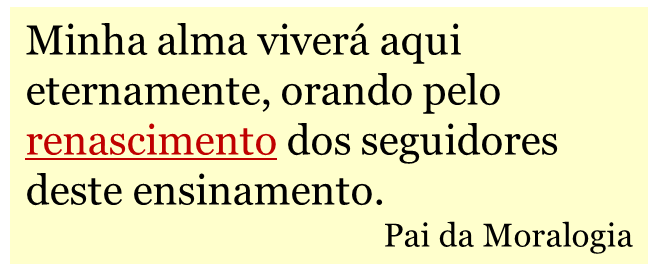 Minha alma viverá aqui
eternamente, orando pelo
renascimento dos seguidores
deste ensinamento.
Pai da Moralogia